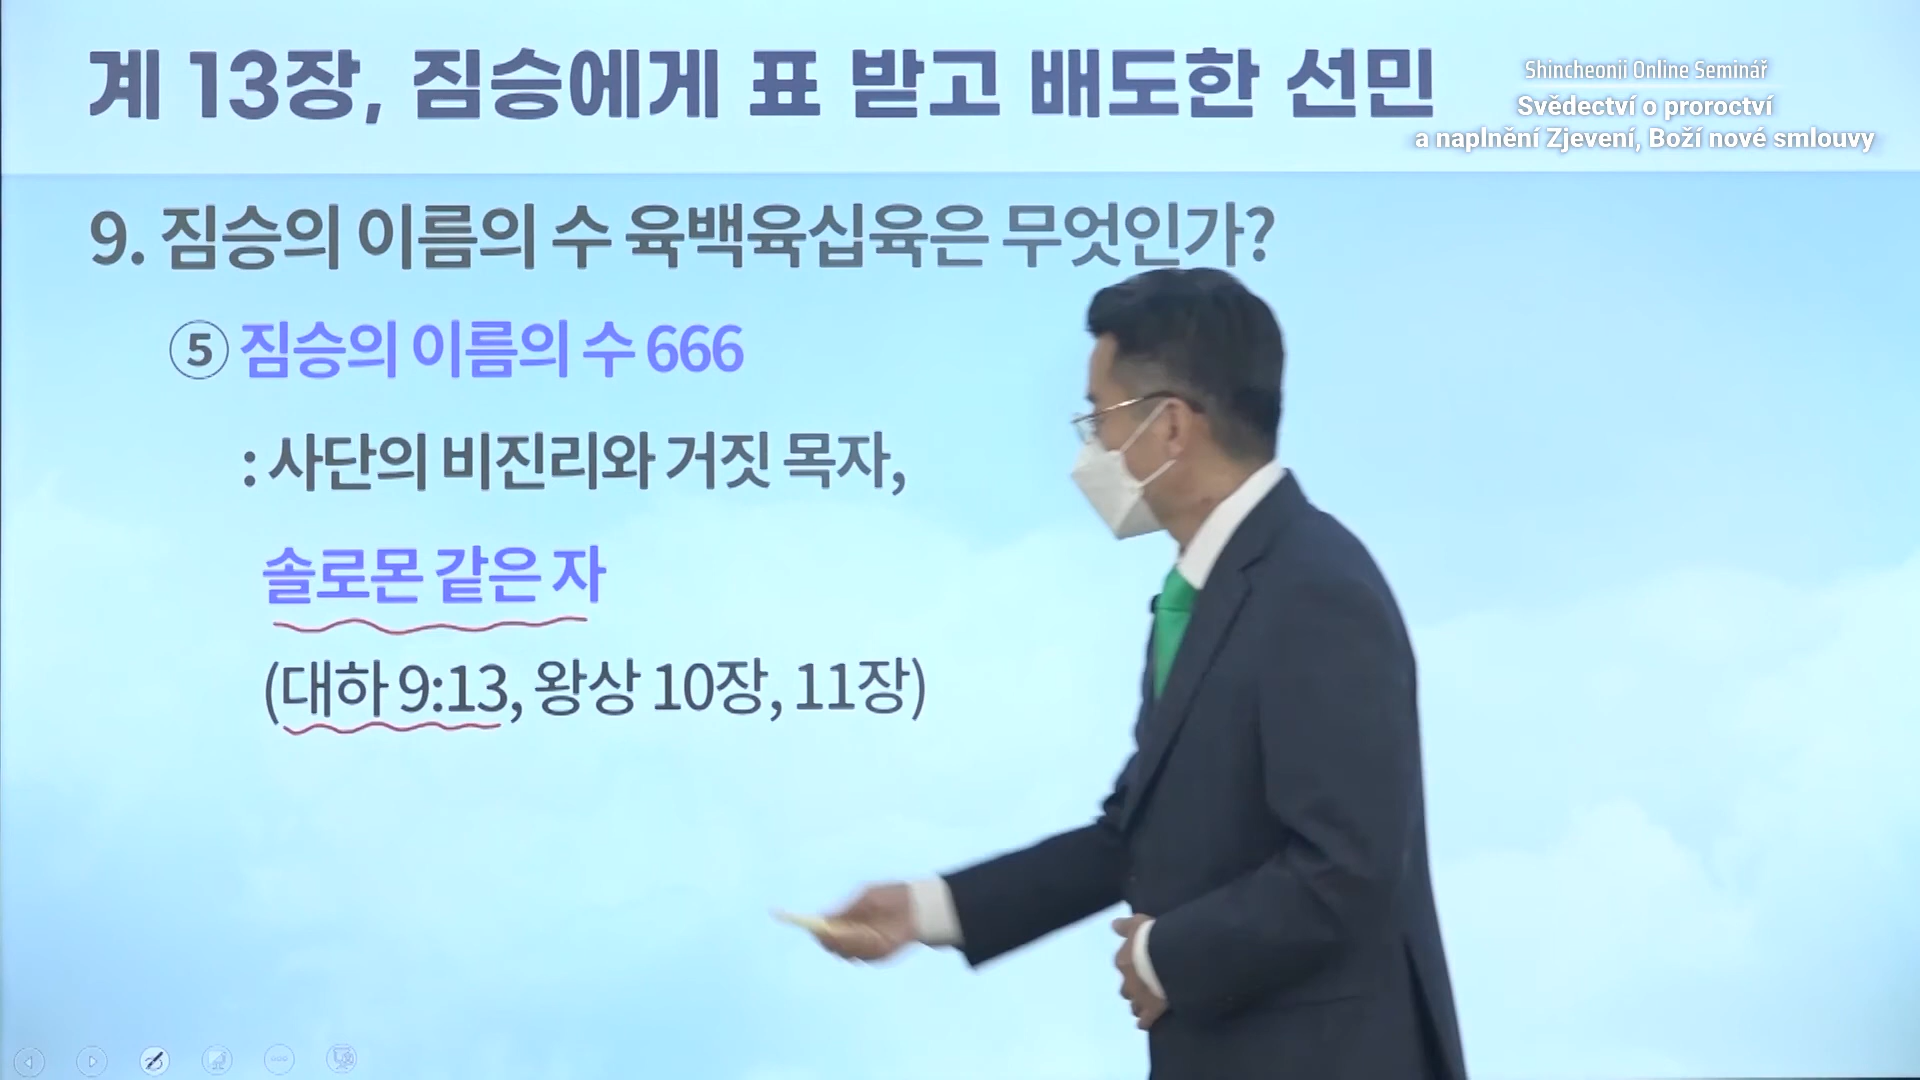 계 13장, 짐승에게 표 받고 배도한 선민
Shincheonji Online Seminář
Svědectví o proroctví
a naplnění Zjevení, Boží nové smlouvy
9. 짐승의 이름의 수 육백육십육은 무엇인가?
⑤ 짐승의 이름의 수 666
: 사단의 비진리와 거짓 목자,
솔로몬 같은 자
(대하 9:13, 왕상 10장, 11장)